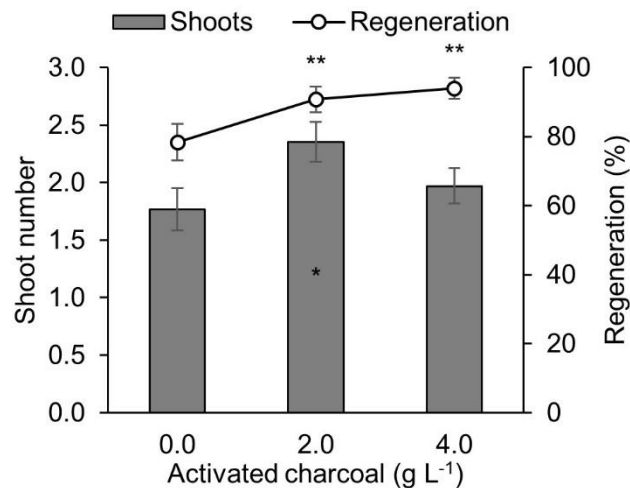 Shoots Regeneration
** **
3.0 100
2.5 80
2.0
60
1.5
* 40
1.0
20
0.5
0.0 0
Shoot number
Regeneration (%)
0.0 2.0 4.0
Activated charcoal (g L⁻¹)